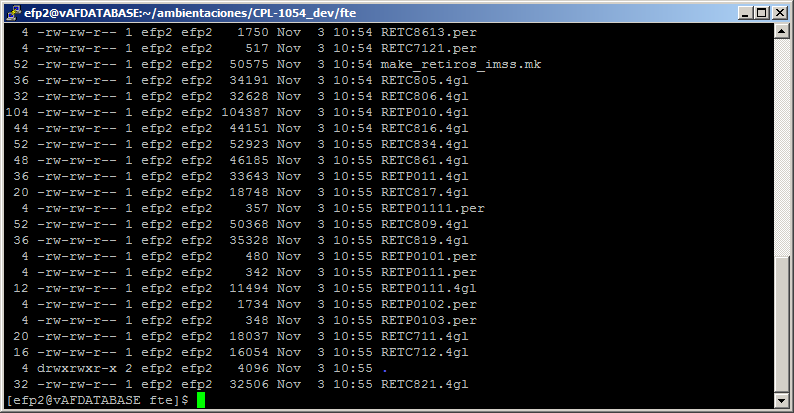 efp2@vAFDATABASE:~/ambientaciones/CPL-1054_dev/fte
4 -rw-rw-r-- 1 efp2 efp2 1750 Nov 3 10:54 RETC8613.per
4 -rw-rw-r-- 1 efp2 efp2 517 Nov 3 10:54 RETC7121.per
52 -rw-rw-r-- 1 efp2 efp2 50575 Nov 3 10:54 make_retiros_imss.mk
36 -rw-rw-r-- 1 efp2 efp2 34191 Nov 3 10:54 RETC805.4gl
32 -rw-rw-r-- 1 efp2 efp2 32628 Nov 3 10:54 RETC806.4gl
104 -rw-rw-r-- 1 efp2 efp2 104387 Nov 3 10:54 RETP010.4gl
44 -rw-rw-r-- 1 efp2 efp2 44151 Nov 3 10:54 RETC816.4gl
52 -rw-rw-r-- 1 efp2 efp2 52923 Nov 3 10:55 RETC834.4gl
48 -rw-rw-r-- 1 efp2 efp2 46185 Nov 3 10:55 RETC861.4gl
36 -rw-rw-r-- 1 efp2 efp2 33643 Nov 3 10:55 RETP011.4gl
20 -rw-rw-r-- 1 efp2 efp2 18748 Nov 3 10:55 RETC817.4gl
4 -rw-rw-r-- 1 efp2 efp2 357 Nov 3 10:55 RETP01111.per
52 -rw-rw-r-- 1 efp2 efp2 50368 Nov 3 10:55 RETC809.4gl
36 -rw-rw-r-- 1 efp2 efp2 35328 Nov 3 10:55 RETC819.4gl
4 -rw-rw-r-- 1 efp2 efp2 480 Nov 3 10:55 RETP0101.per
4 -rw-rw-r-- 1 efp2 efp2 342 Nov 3 10:55 RETP0111.per
12 -rw-rw-r-- 1 efp2 efp2 11494 Nov 3 10:55 RETP0111.4gl
4 -rw-rw-r-- 1 efp2 efp2 1734 Nov 3 10:55 RETP0102.per
4 -rw-rw-r-- 1 efp2 efp2 348 Nov 3 10:55 RETP0103.per
20 -rw-rw-r-- 1 efp2 efp2 18037 Nov 3 10:55 RETC711.4gl
16 -rw-rw-r-- 1 efp2 efp2 16054 Nov 3 10:55 RETC712.4gl
4 drwxrwxr-x 2 efp2 efp2 4096 Nov 3 10:55 .
32 -rw-rw-r-- 1 efp2 efp2 32506 Nov 3 10:55 RETC821.4gl
[efp2@vAFDATABASE fte]$